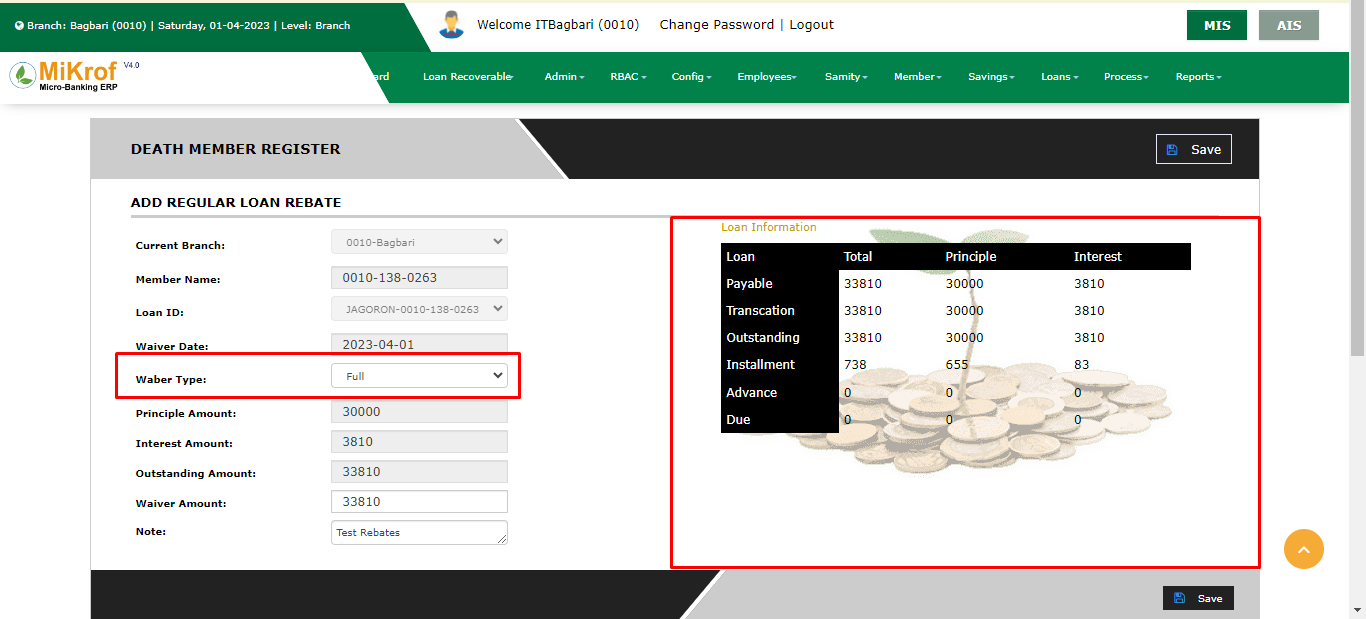 Branch: Bagbari (0010) | Saturday, 01-04-2023 | Level: Branch
Welcome ITBagbari (0010) Change Password | Logout
MIS AIS
MiKrof V4.0
Micro-Banking ERP
ard Loan Recoverable Admin RBAC Config Employees Samity Member Savings Loans Process Reports
DEATH MEMBER REGISTER
Save
ADD REGULAR LOAN REBATE
Current Branch: 0010-Bagbari
Member Name: 0010-138-0263
Loan ID: JAGORON-0010-138-0263
Waiver Date: 2023-04-01
Waber Type: Full
Principle Amount: 30000
Interest Amount: 3810
Outstanding Amount: 33810
Waiver Amount: 33810
Note: Test Rebates
Loan Information
Loan Total Principle Interest
Payable 33810 30000 3810
Transcation 33810 30000 3810
Outstanding 33810 30000 3810
Installment 738 655 83
Advance 0 0 0
Due 0 0 0
Save